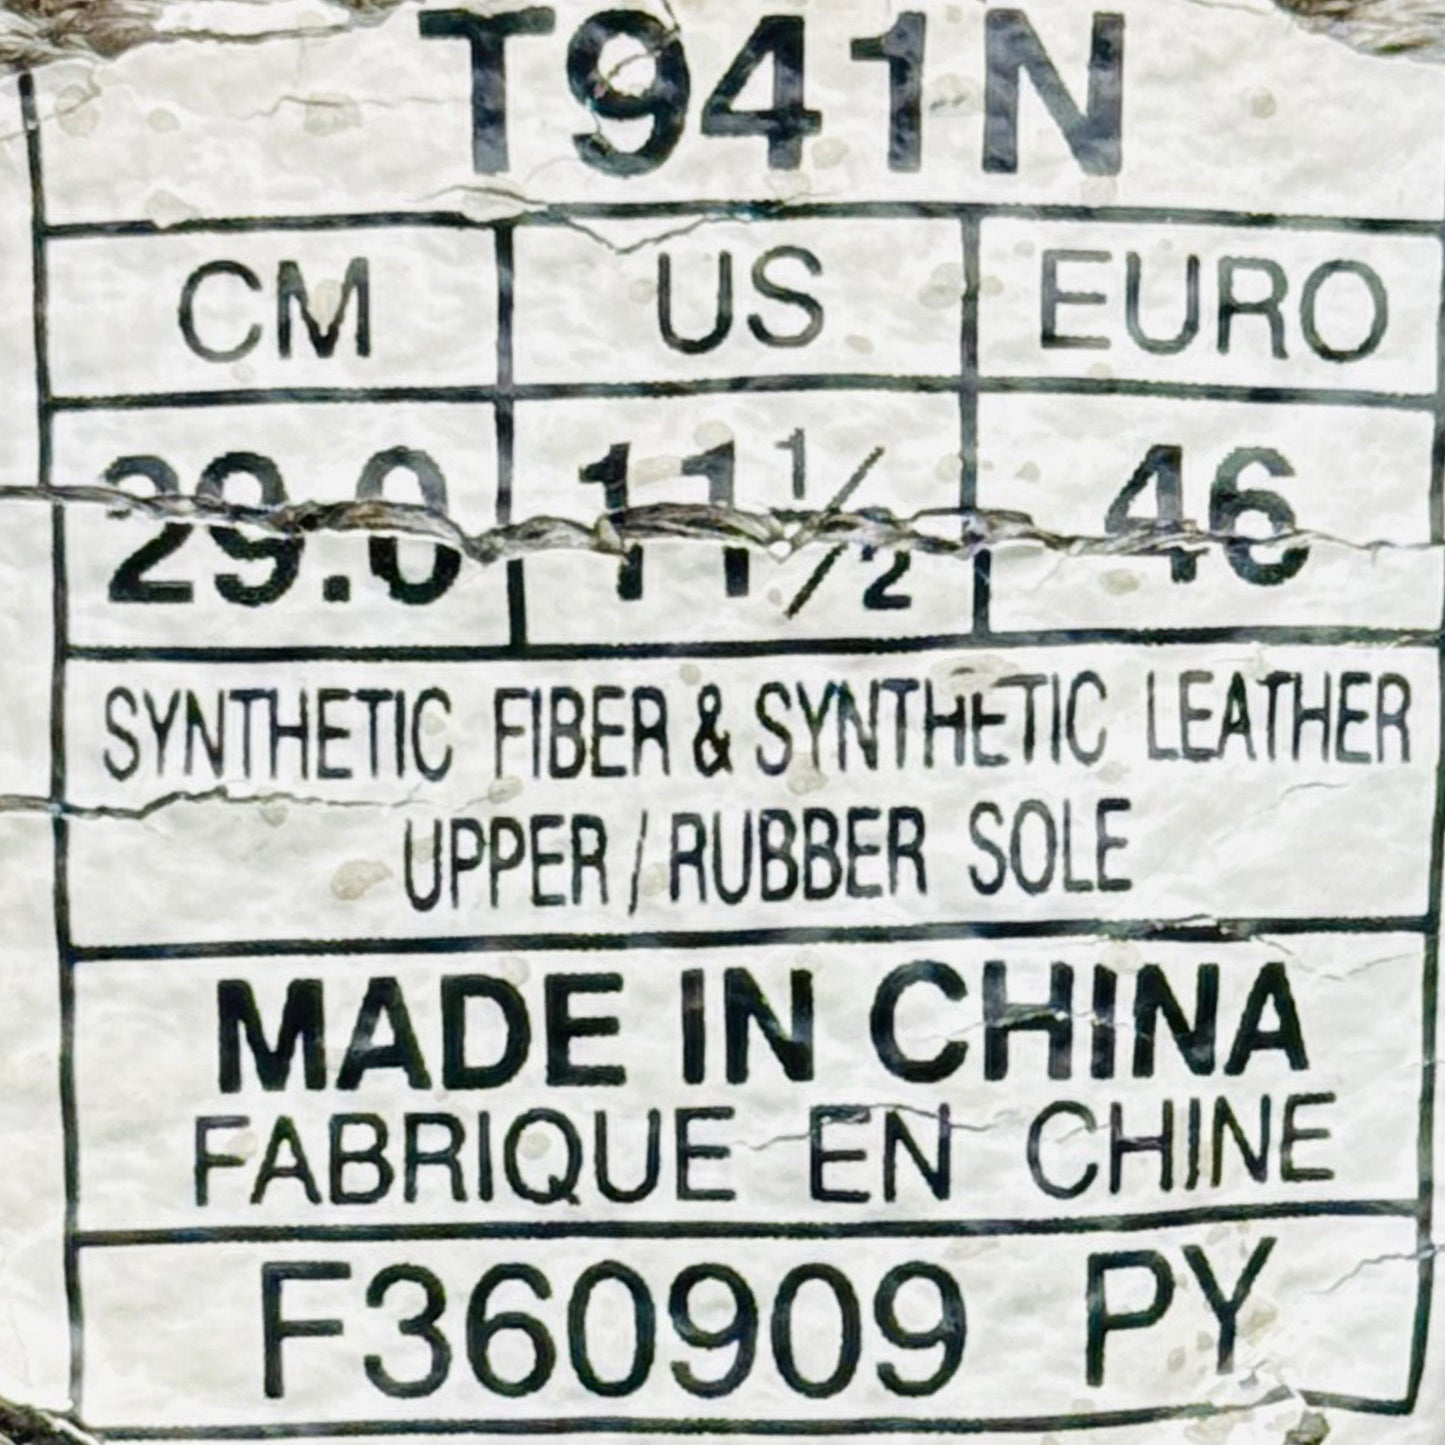 T941N
CM US EURO
29.0 11½ 46
SYNTHETIC FIBER & SYNTHETIC LEATHER
UPPER / RUBBER SOLE
MADE IN CHINA
FABRIQUE EN CHINE
F360909 PY